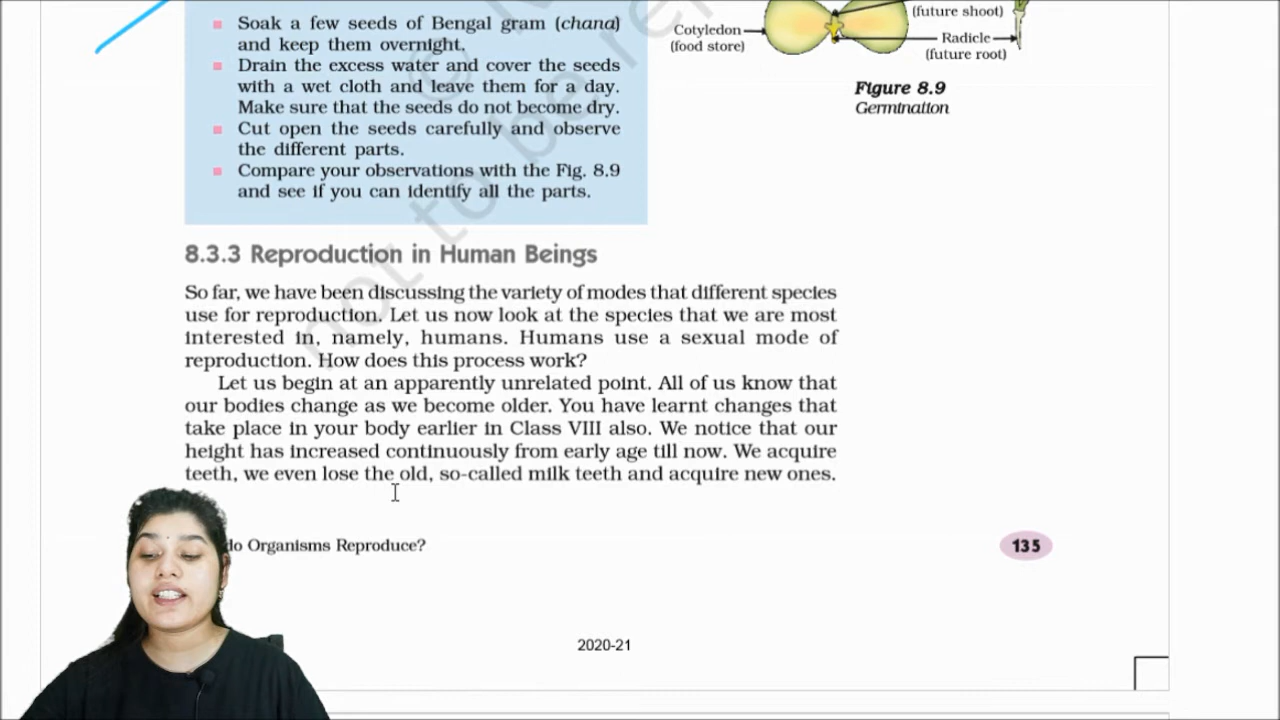 Soak a few seeds of Bengal gram (chana)
and keep them overnight.
Drain the excess water and cover the seeds
with a wet cloth and leave them for a day.
Make sure that the seeds do not become dry.
Cut open the seeds carefully and observe
the different parts.
Compare your observations with the Fig. 8.9
and see if you can identify all the parts.
(future shoot)
Cotyledon
(food store)
Radicle
(future root)
Figure 8.9
Germination
8.3.3 Reproduction in Human Beings
So far, we have been discussing the variety of modes that different species
use for reproduction. Let us now look at the species that we are most
interested in, namely, humans. Humans use a sexual mode of
reproduction. How does this process work?
Let us begin at an apparently unrelated point. All of us know that
our bodies change as we become older. You have learnt changes that
take place in your body earlier in Class VIII also. We notice that our
height has increased continuously from early age till now. We acquire
teeth, we even lose the old, so-called milk teeth and acquire new ones.
do Organisms Reproduce?
135
2020-21
© 
not to be re